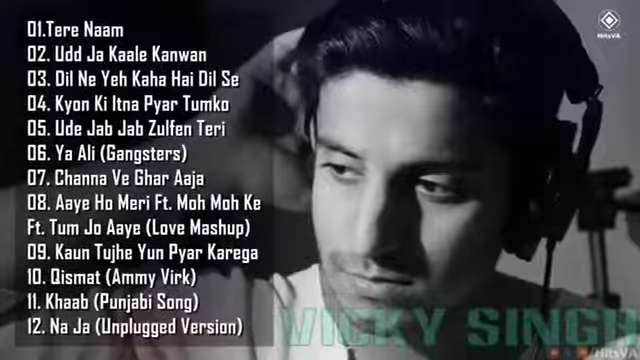 HitsVA
01.Tere Naam
02. Udd Ja Kaale Kanwan
03. Dil Ne Yeh Kaha Hai Dil Se
04. Kyon Ki Itna Pyar Tumko
05. Ude Jab Jab Zulfen Teri
06. Ya Ali (Gangsters)
07. Channa Ve Ghar Aaja
08. Aaye Ho Meri Ft. Moh Moh Ke
Ft. Tum Jo Aaye (Love Mashup)
09. Kaun Tujhe Yun Pyar Karega
10. Qismat (Ammy Virk)
11. Khaab (Punjabi Song)
12. Na Ja (Unplugged Version)
VICKY SINGH
/HitsVA